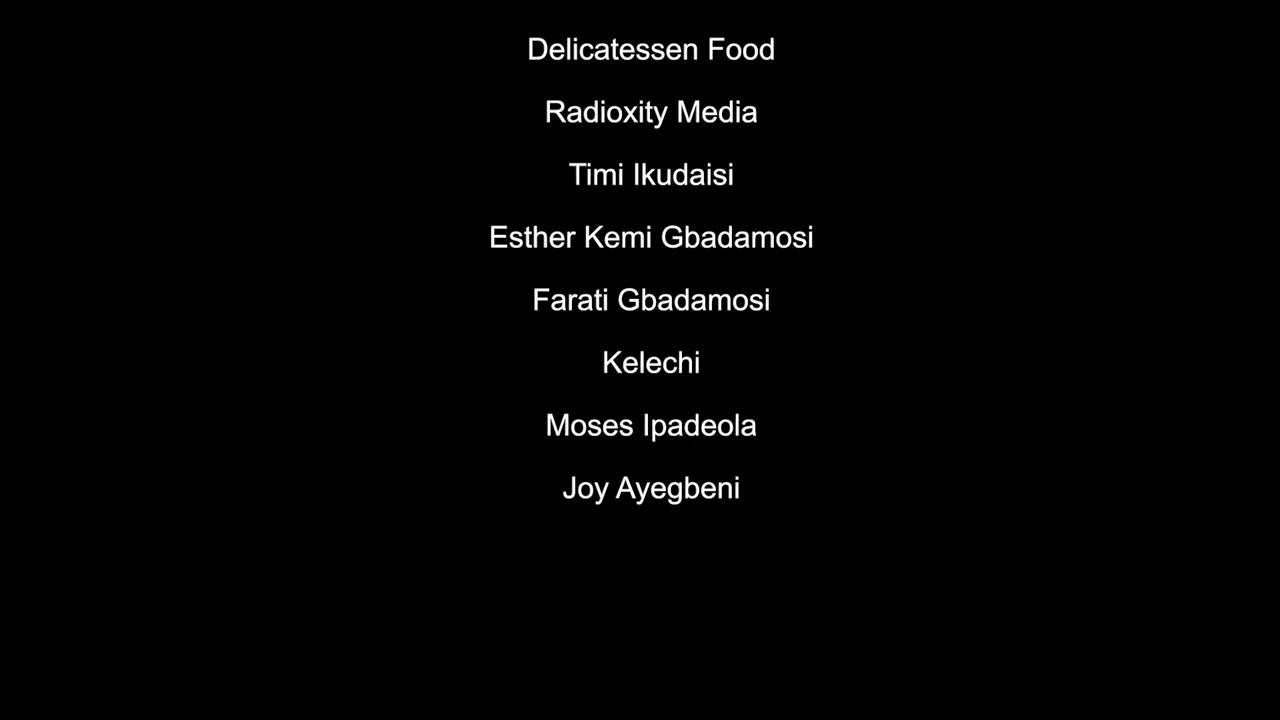 Delicatessen Food
Radioxity Media
Timi Ikudaisi
Esther Kemi Gbadamosi
Farati Gbadamosi
Kelechi
Moses Ipadeola
Joy Ayegbeni